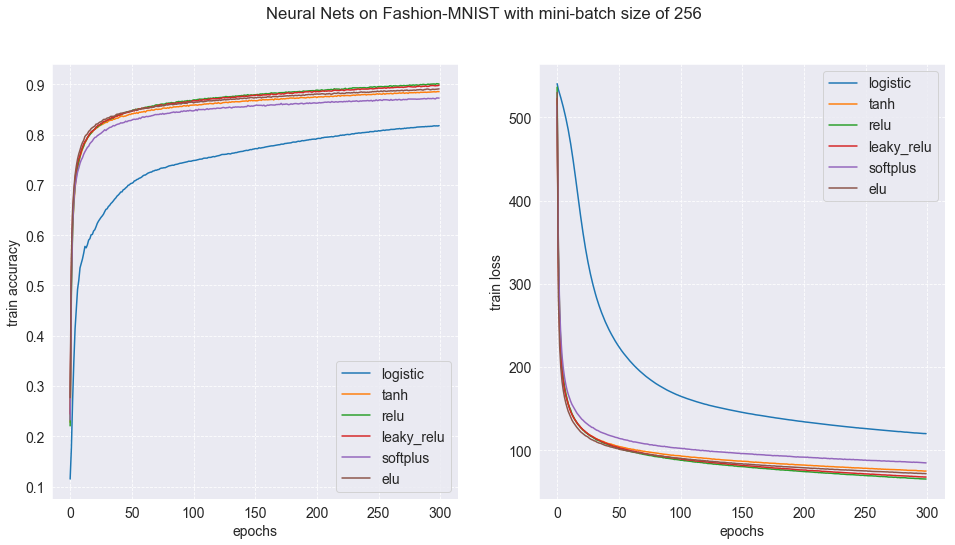 Neural Nets on Fashion-MNIST with mini-batch size of 256
train accuracy
0.9
0.8
0.7
0.6
0.5
0.4
0.3
0.2
0.1
0 50 100 150 200 250 300
epochs
logistic
tanh
relu
leaky_relu
softplus
elu
train loss
500
400
300
200
100
0 50 100 150 200 250 300
epochs
logistic
tanh
relu
leaky_relu
softplus
elu